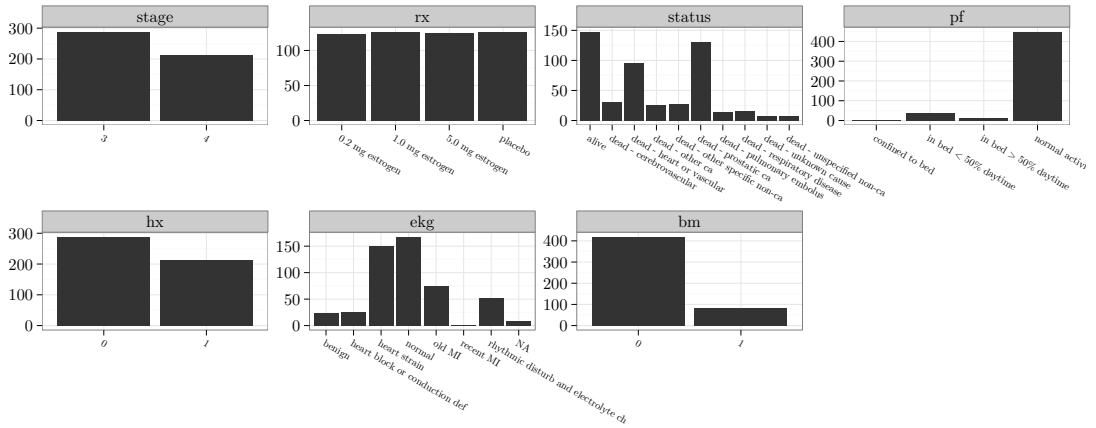 stage
rx
status
pf
300
200
100
0
3
4
100
50
0
0.2 mg estrogen
1.0 mg estrogen
5.0 mg estrogen
placebo
150
100
50
0
alive
dead - cerebrovascular
dead - heart or vascular
dead - other ca
dead - other specific non-ca
dead - prostatic ca
dead - pulmonary embolus
dead - respiratory disease
dead - unknown cause
dead - unspecified non-ca
400
300
200
100
0
confined to bed
in bed < 50% daytime
in bed > 50% daytime
normal activ
hx
ekg
bm
300
200
100
0
0
1
150
100
50
0
benign
heart block or conduction def
heart strain
normal
old MI
recent MI
rhythmic disturb and electrolyte ch
NA
400
300
200
100
0
0
1